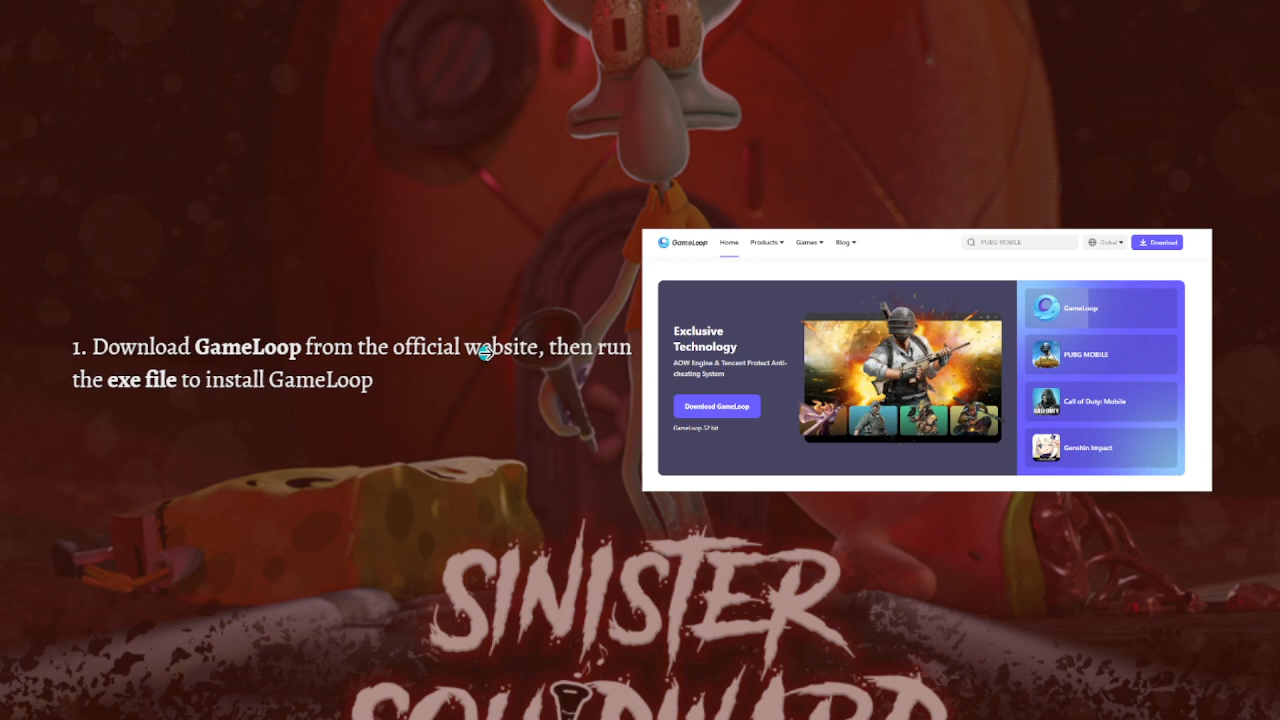 GameLoop Home Products Games Blog PUBG MOBILE Global Download
Exclusive
Technology
AOW Engine & Tencent Protect Anti-
cheating System
Download GameLoop
GameLoop 32 bit
GameLoop
PUBG MOBILE
Call of Duty: Mobile
Genshin Impact
1. Download GameLoop from the official website, then run
the exe file to install GameLoop
SINISTER
SQUIDWARD